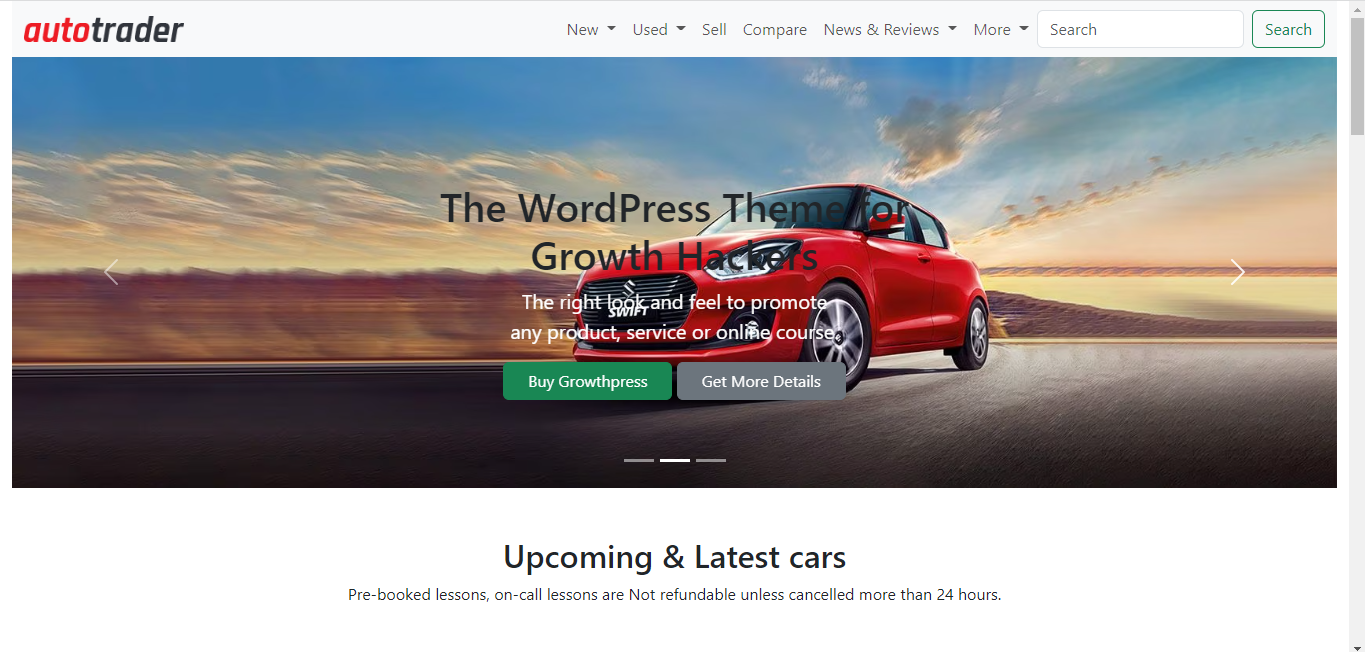 autotrader
New Used Sell Compare News & Reviews More Search Search
The WordPress Theme for
Growth Hackers
The right look and feel to promote
SWIFT
any product, service or online course.
Buy Growthpress Get More Details
Upcoming & Latest cars
Pre-booked lessons, on-call lessons are Not refundable unless cancelled more than 24 hours.